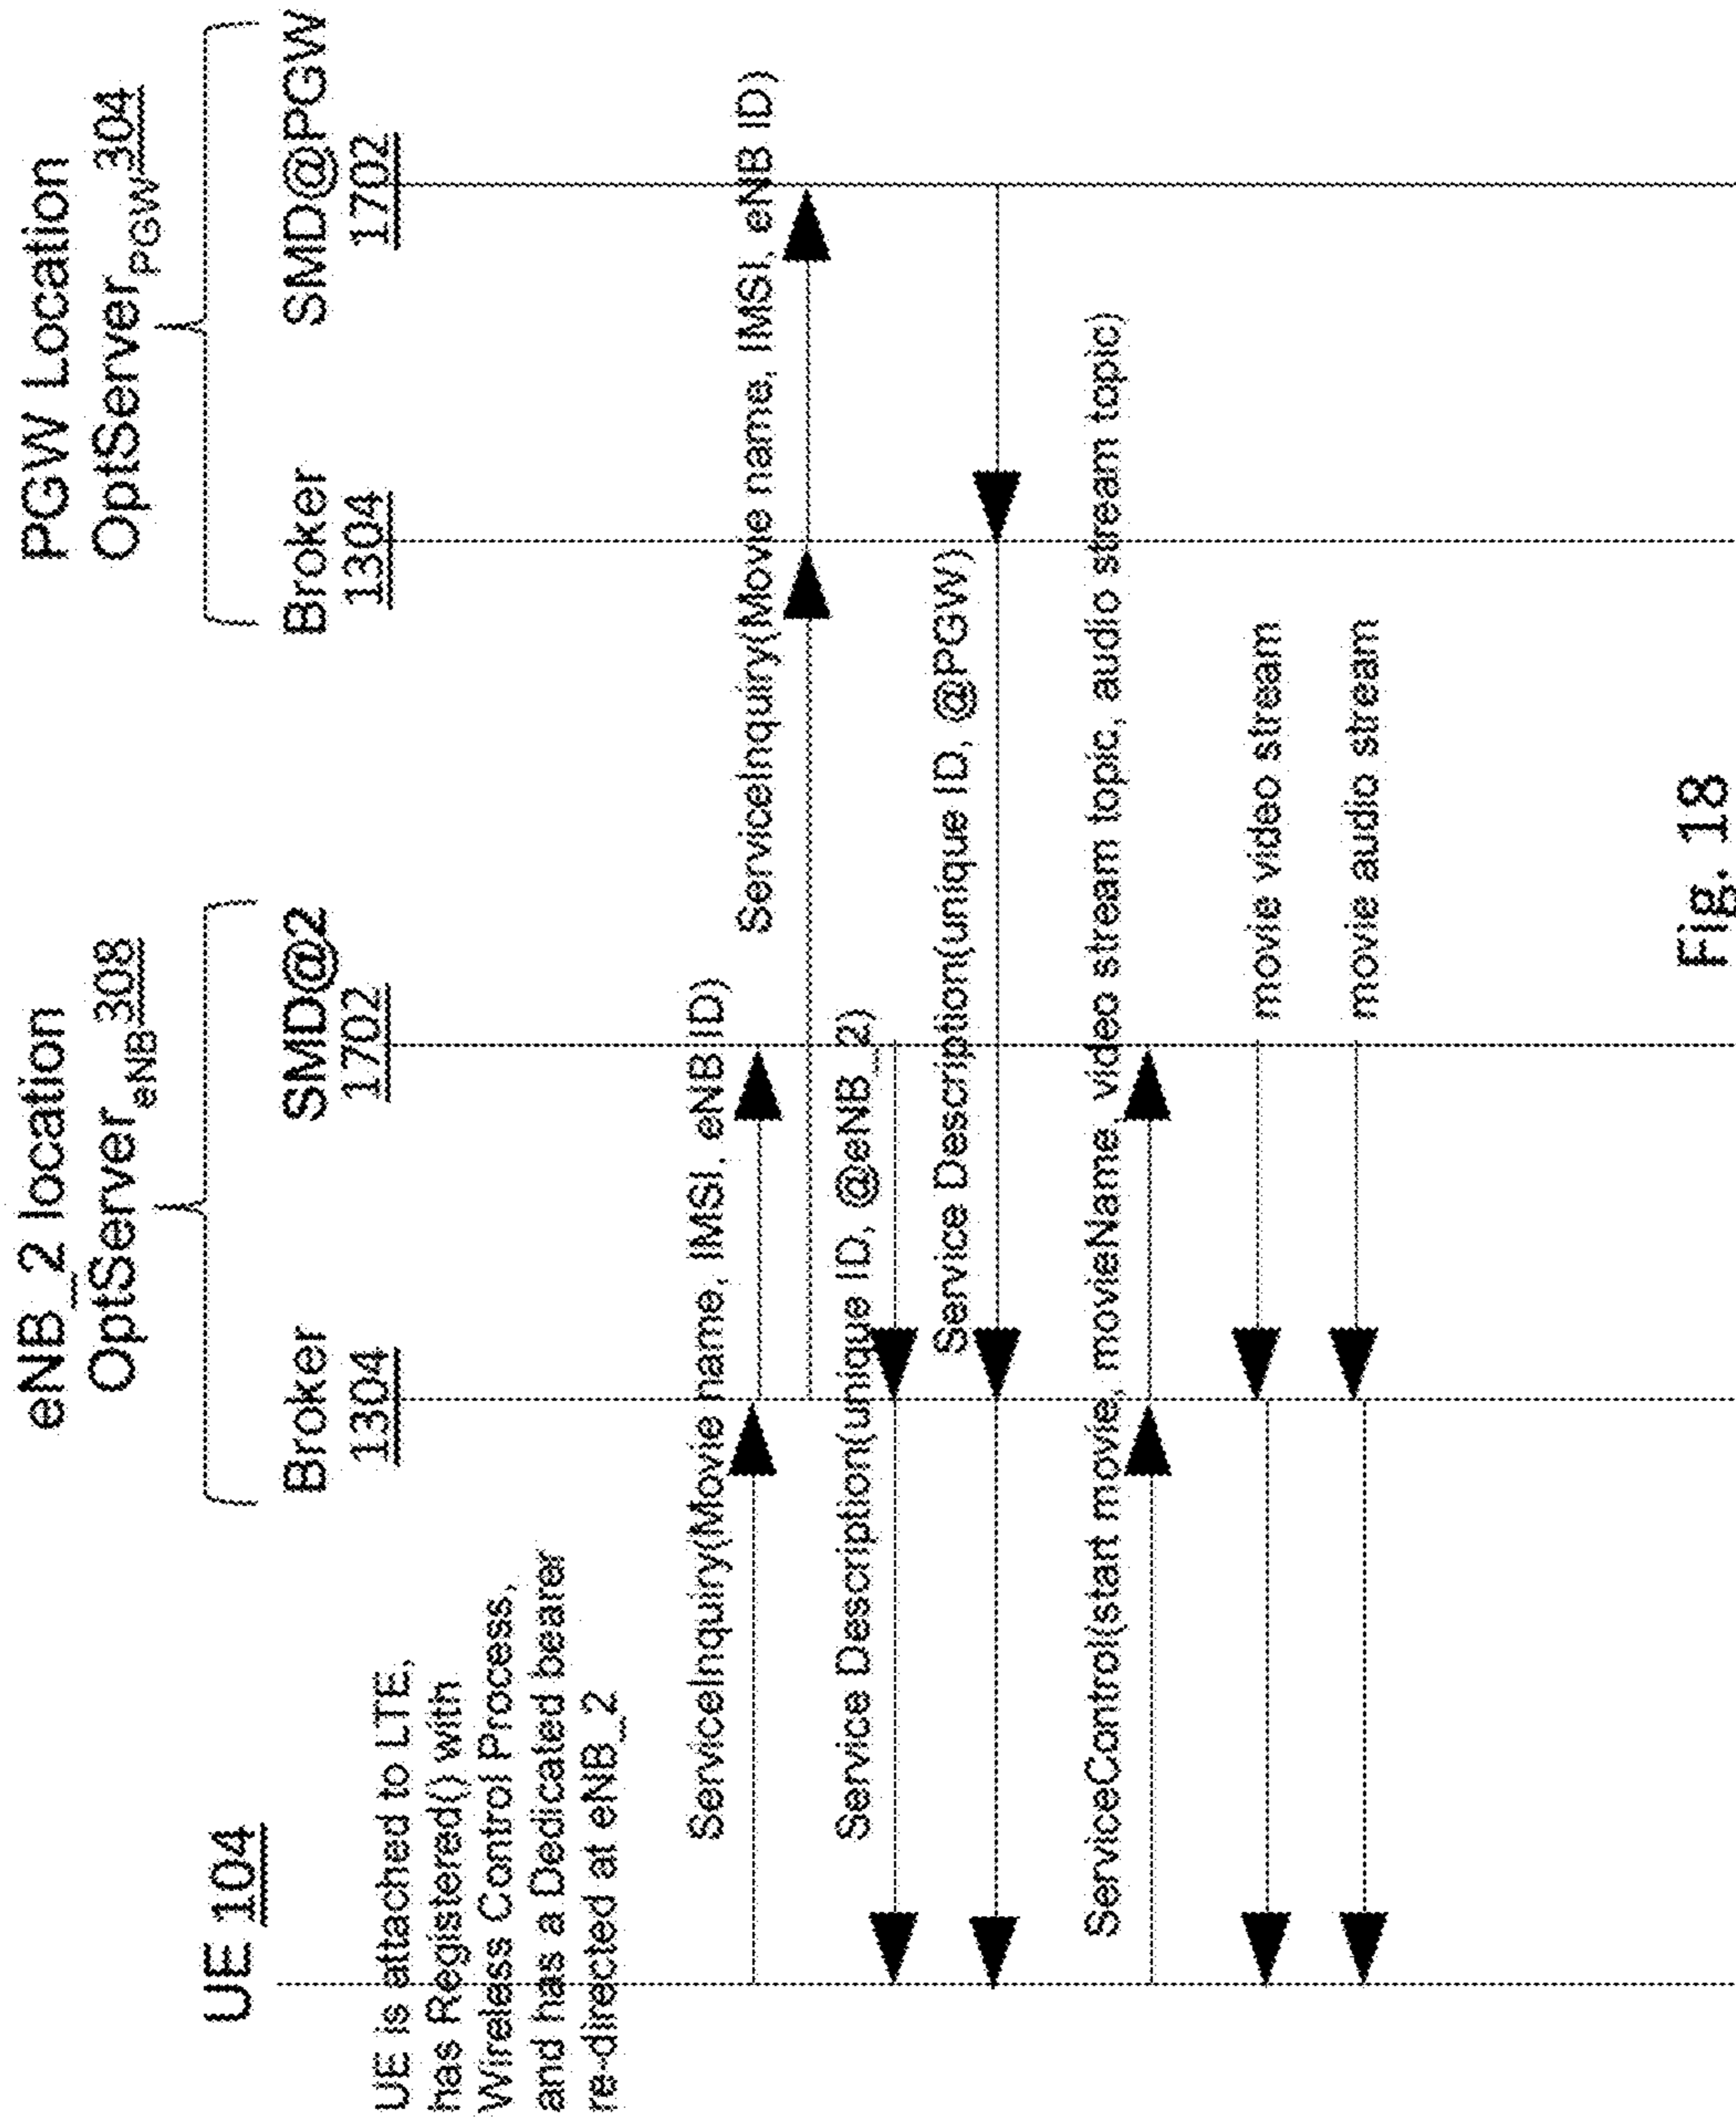 eNB_2 location
OptServer eNB 308
PGW Location
OptServer PGW 304
UE 104
Broker
1304
SMD@2
1702
Broker
1304
SMD@PGW
1702
UE is attached to LTE,
has Registered() with
Wireless Control Process,
and has a Dedicated bearer
re-directed at eNB_2
ServiceInquiry(Movie name, IMSI, eNB ID)
ServiceInquiry(Movie name, IMSI, eNB ID)
Service Description(unique ID, @eNB_2)
Service Description(unique ID, @PGW)
ServiceControl(start movie, movieName, video stream topic, audio stream topic)
movie video stream
movie audio stream
Fig. 18